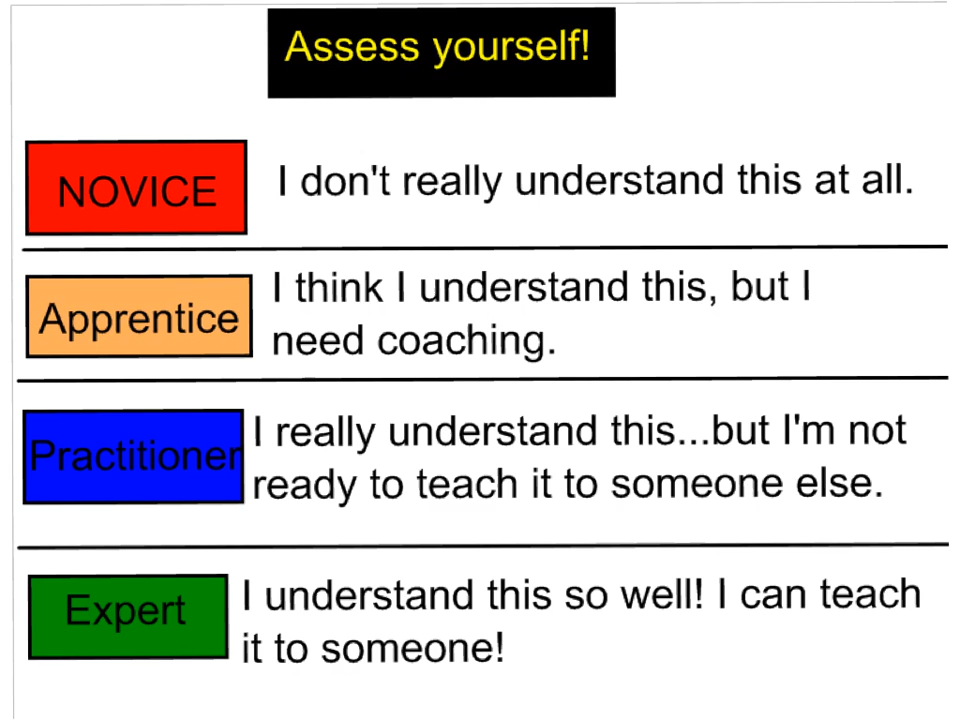 Assess yourself!
NOVICE
I don't really understand this at all.
Apprentice
I think I understand this, but I
need coaching.
Practitioner
I really understand this...but I'm not
ready to teach it to someone else.
Expert
I understand this so well! I can teach
it to someone!